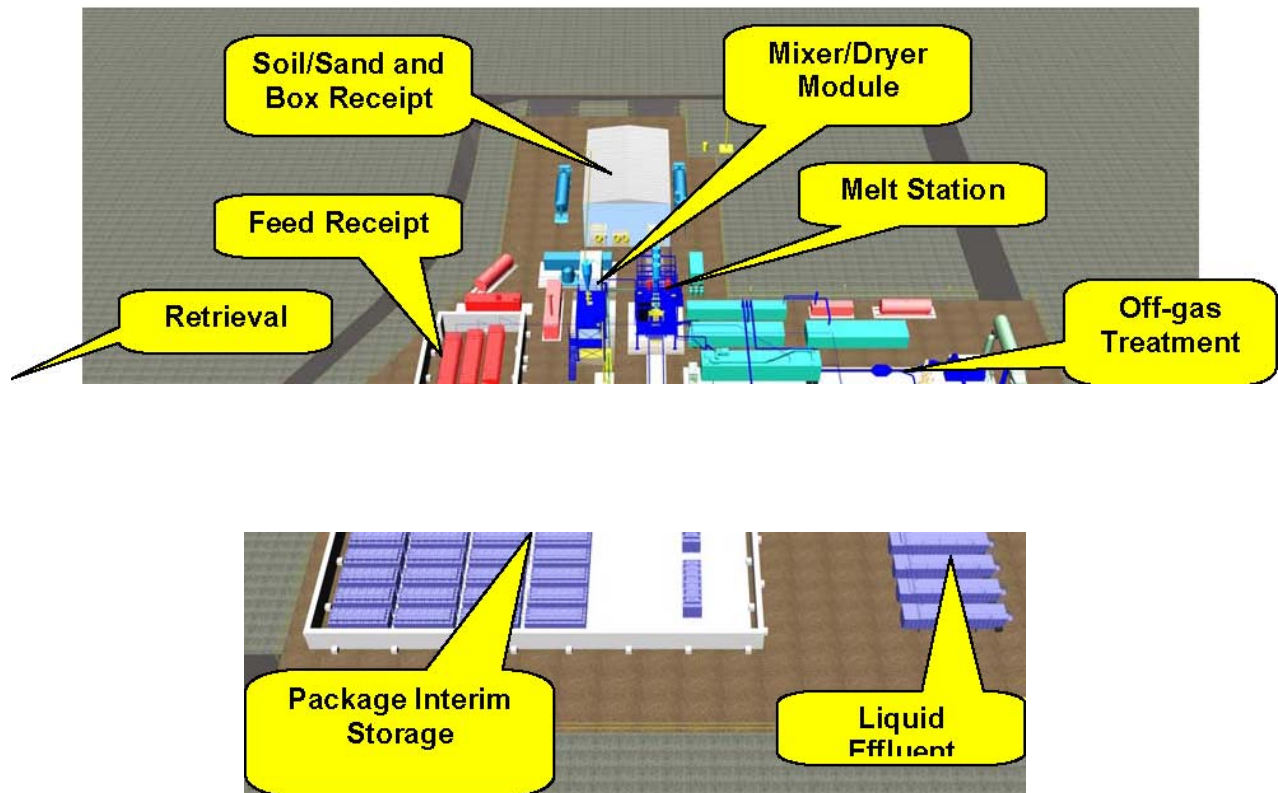 Soil/Sand and
Box Receipt
Mixer/Dryer
Module
Melt Station
Feed Receipt
Retrieval
Off-gas
Treatment
Package Interim
Storage
Liquid
Effluent